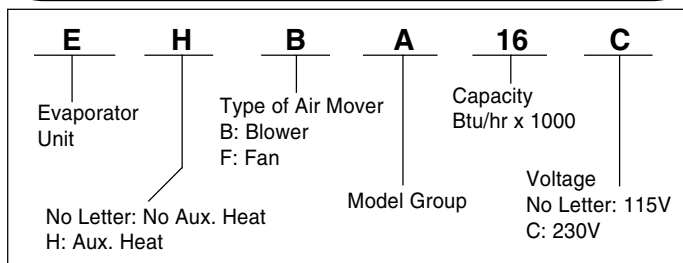 E H B A 16 C
Evaporator
Unit
Type of Air Mover
B: Blower
F: Fan
Capacity
Btu/hr x 1000
No Letter: No Aux. Heat
H: Aux. Heat
Model Group
Voltage
No Letter: 115V
C: 230V